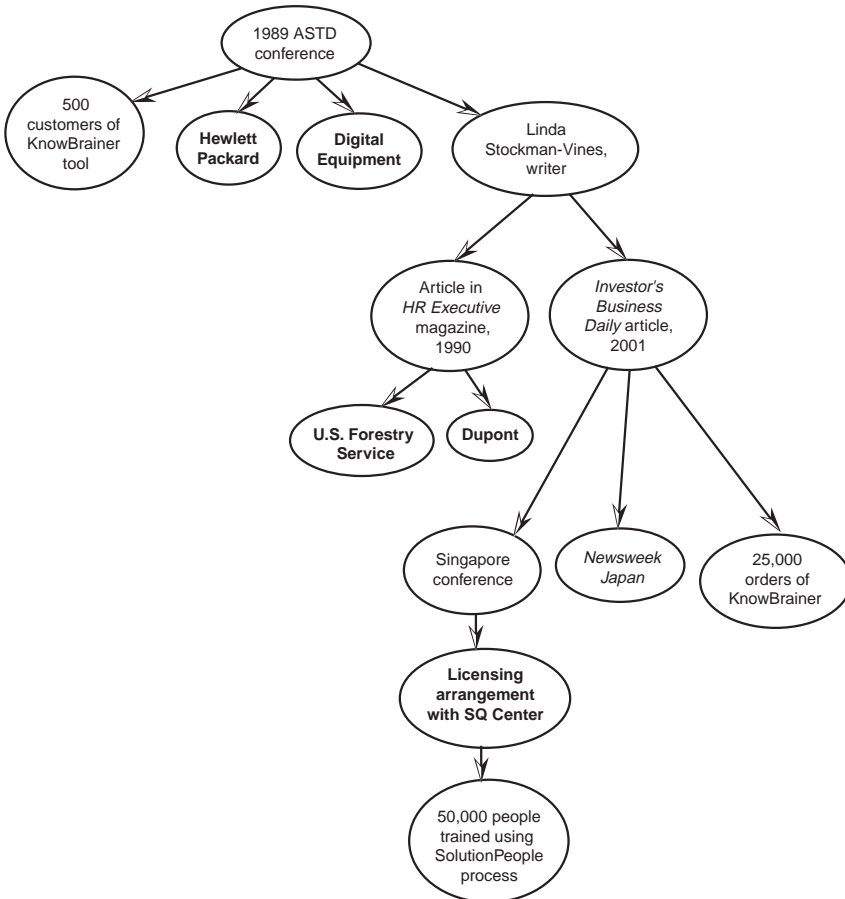 1989 ASTD
conference
500
customers of
KnowBrainer
tool
Hewlett
Packard
Digital
Equipment
Linda
Stockman-Vines,
writer
Article in
HR Executive
magazine,
1990
Investor's
Business
Daily article,
2001
U.S. Forestry
Service
Dupont
Singapore
conference
Newsweek
Japan
25,000
orders of
KnowBrainer
Licensing
arrangement
with SQ Center
50,000 people
trained using
SolutionPeople
process